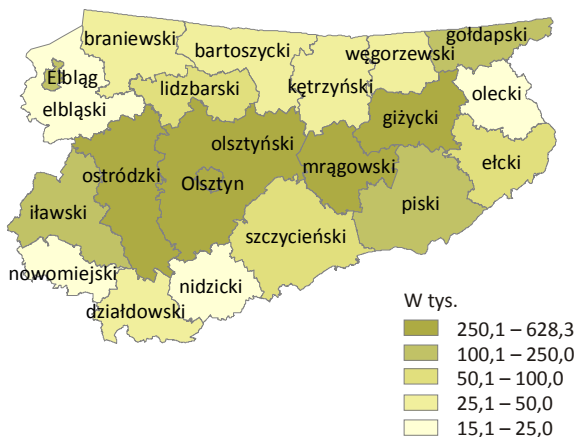 gołdapski
braniewski
bartoszycki
węgorzewski
Elbląg
lidzbarski
kętrzyński
olecki
elbląski
giżycki
olsztyński
mrągowski
ełcki
ostródzki
Olsztyn
iławski
piski
szczycieński
nowomiejski
nidzicki
działdowski
W tys.
250,1 – 628,3
100,1 – 250,0
50,1 – 100,0
25,1 – 50,0
15,1 – 25,0